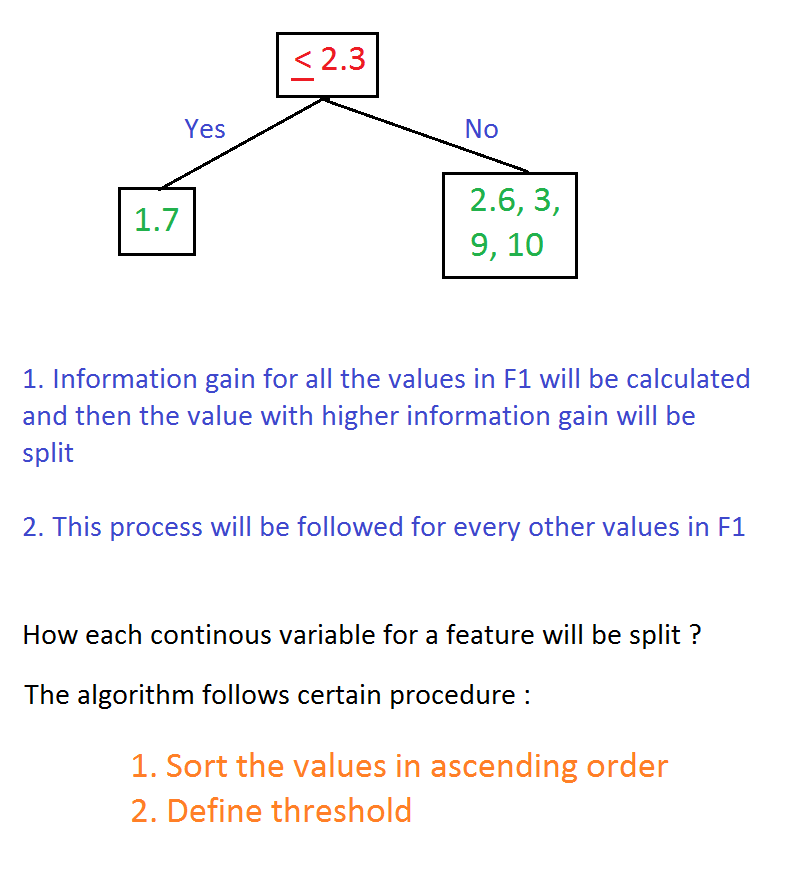 ≤ 2.3
Yes
No
1.7
2.6, 3,
9, 10
1. Information gain for all the values in F1 will be calculated
and then the value with higher information gain will be
split
2. This process will be followed for every other values in F1
How each continous variable for a feature will be split ?
The algorithm follows certain procedure :
1. Sort the values in ascending order
2. Define threshold